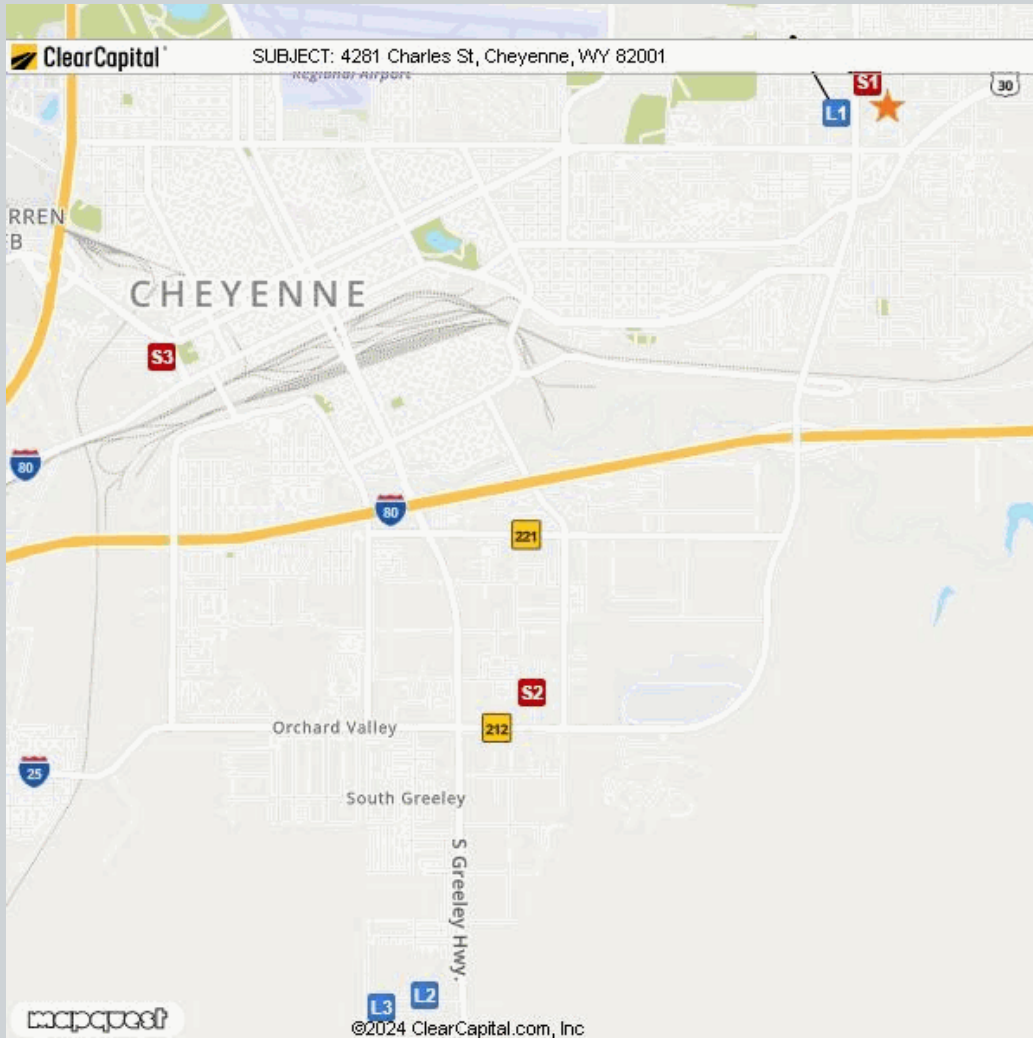 ClearCapital
SUBJECT: 4281 Charles St, Cheyenne, WY 82001
Regional Airport
S1
30
L1
RREN
B
CHEYENNE
S3
80
80
221
S2
Orchard Valley
212
25
South Greeley
S Greeley Hwy.
L2
L3
mapquest
©2024 ClearCapital.com, Inc